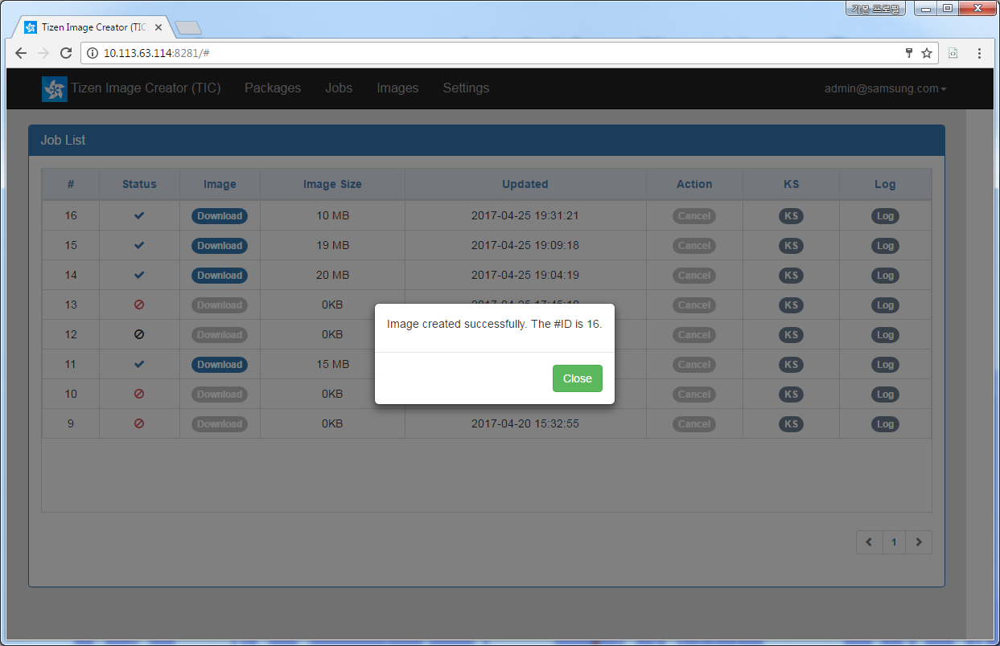 기본 프로필
Tizen Image Creator (TIC
10.113.63.114:8281/#
Tizen Image Creator (TIC) Packages Jobs Images Settings admin@samsung.com
Job List
# Status Image Image Size Updated Action KS Log
16 Download 10 MB 2017-04-25 19:31:21 Cancel KS Log
15 Download 19 MB 2017-04-25 19:09:18 Cancel KS Log
14 Download 20 MB 2017-04-25 19:04:19 Cancel KS Log
13 Download 0KB Cancel KS Log
12 Download 0KB Cancel KS Log
11 Download 15 MB Cancel KS Log
10 Download 0KB Cancel KS Log
9 Download 0KB 2017-04-20 15:32:55 Cancel KS Log
Image created successfully. The #ID is 16.
Close
1